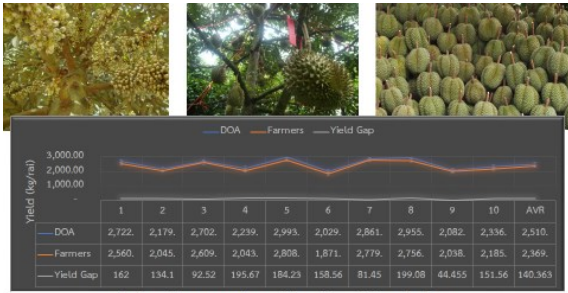 DOA Farmers Yield Gap
3,000.00
2,000.00
1,000.00
-
Yield (kg/rai)
1 2 3 4 5 6 7 8 9 10 AVR
DOA 2,722. 2,179. 2,702. 2,239. 2,993. 2,029. 2,861. 2,955. 2,082. 2,336. 2,510.
Farmers 2,560. 2,045. 2,609. 2,043. 2,808. 1,871. 2,779. 2,756. 2,038. 2,185. 2,369.
Yield Gap 162 134.1 92.52 195.67 184.23 158.56 81.45 199.08 44.455 151.56 140.363